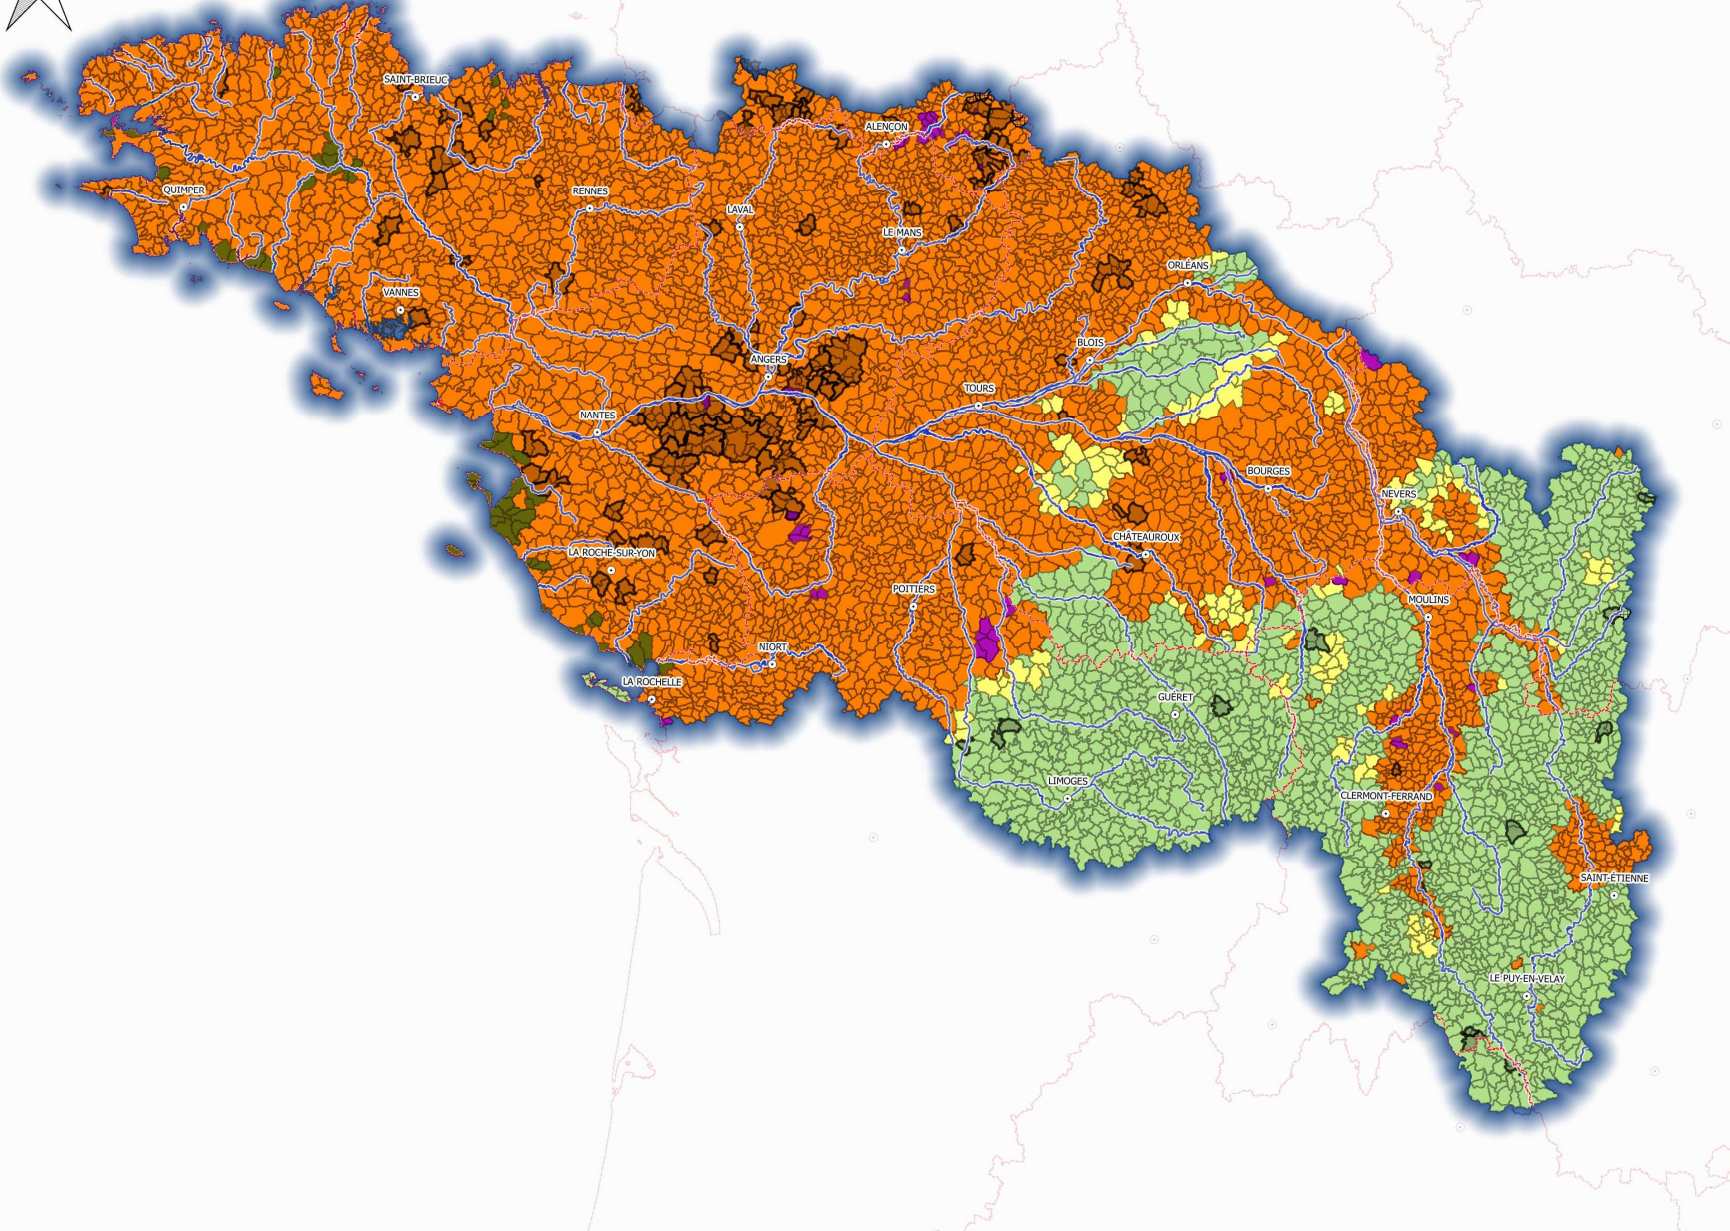 SAINT-BRIEUC
ALENÇON
QUIMPER
RENNES
LAVAL
LE MANS
ORLÉANS
VANNES
BLOIS
ANGERS
TOURS
NANTES
BOURGES
NEVERS
CHÂTEAUROUX
LA ROCHE-SUR-YON
POITIERS
MOULINS
NIORT
LA ROCHELLE
GUÉRET
LIMOGES
CLERMONT-FERRAND
SAINT-ÉTIENNE
LE PUY-EN-VELAY